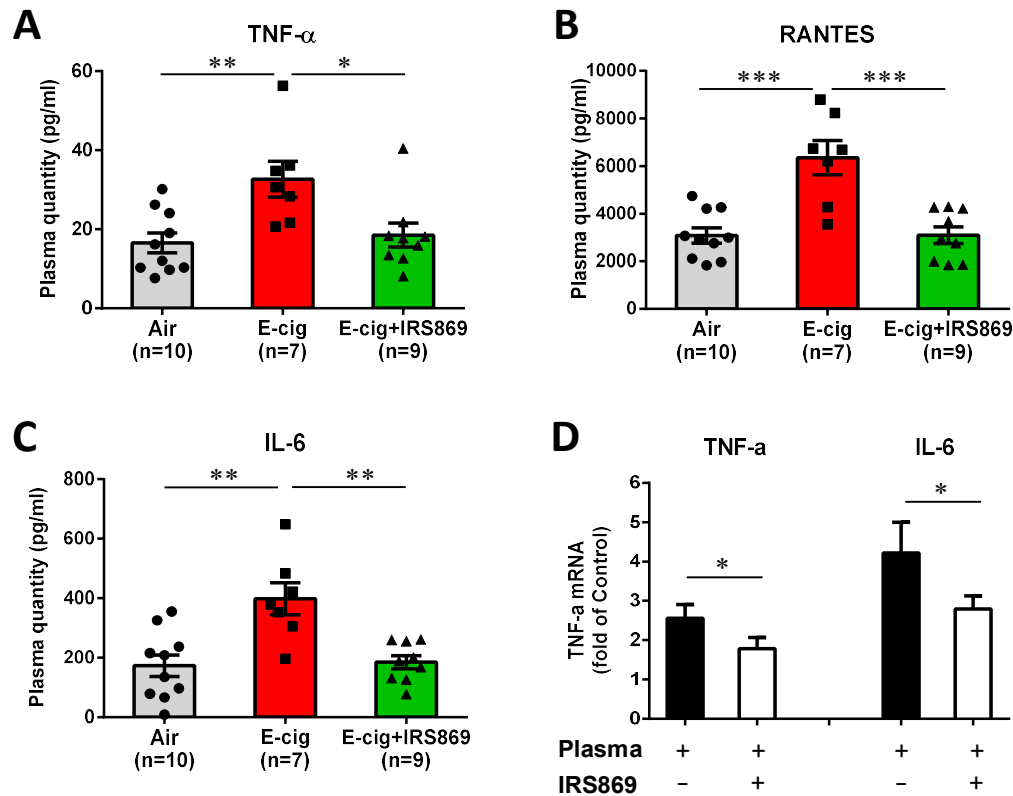 A
TNF-α
Plasma quantity (pg/ml)
60
40
20
0
**
*
Air
(n=10)
E-cig
(n=7)
E-cig+IRS869
(n=9)
B
RANTES
Plasma quantity (pg/ml)
10000
8000
6000
4000
2000
0
***
***
Air
(n=10)
E-cig
(n=7)
E-cig+IRS869
(n=9)
C
IL-6
Plasma quantity (pg/ml)
800
600
400
200
0
**
**
Air
(n=10)
E-cig
(n=7)
E-cig+IRS869
(n=9)
D
TNF-a
IL-6
TNF-a mRNA
(fold of Control)
6
5
4
3
2
1
0
*
*
Plasma + + + +
IRS869 - + - +